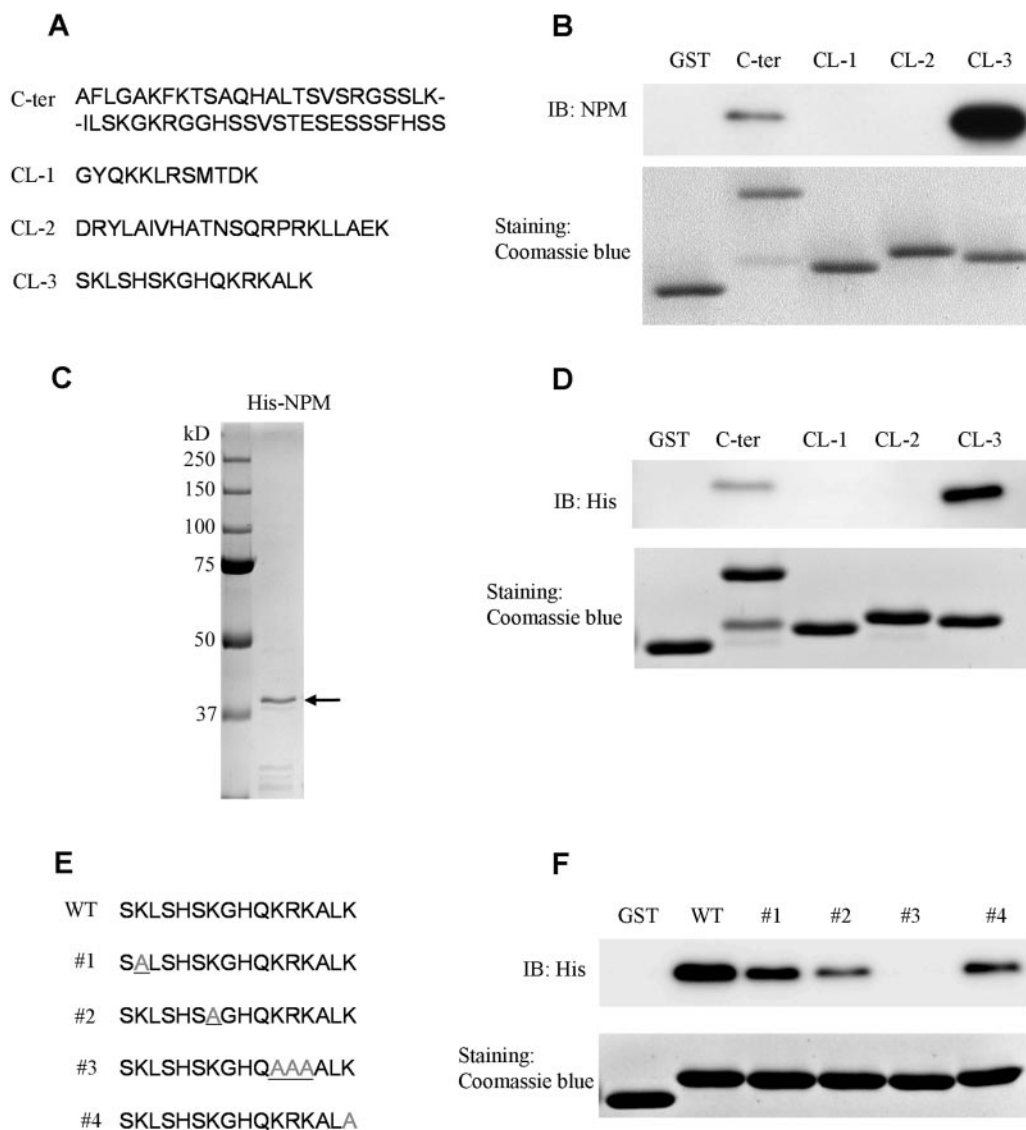 A
C-ter AFLGAKFKTSAQHALTSVSRGSSLK-
-ILSKGKRGGHSSVSTESESSSFHSS
CL-1 GYQKKLRSMTDK
CL-2 DRYLAIVHATNSQRPRKLLAEK
CL-3 SKLSHSKGHQKRKALK
B
GST C-ter CL-1 CL-2 CL-3
IB: NPM
Staining:
Coomassie blue
C
His-NPM
kD
250
150
100
75
50
37
D
GST C-ter CL-1 CL-2 CL-3
IB: His
Staining:
Coomassie blue
E
WT SKLSHSKGHQKRKALK
#1 SALSHSKGHQKRKALK
#2 SKLSHSAGHQKRKALK
#3 SKLSHSKGHQAAAALK
#4 SKLSHSKGHQKRKALA
F
GST WT #1 #2 #3 #4
IB: His
Staining:
Coomassie blue